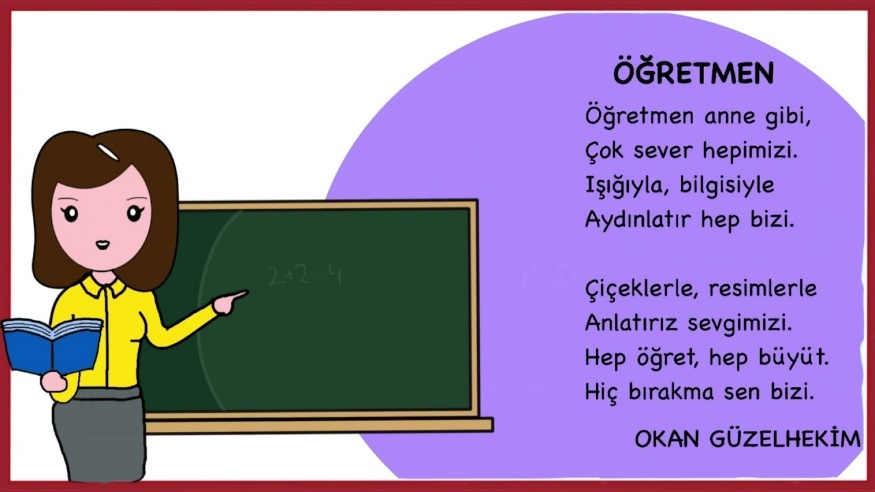 ÖĞRETMEN
Öğretmen anne gibi,
Çok sever hepimizi.
Işığıyla, bilgisiyle
Aydınlatır hep bizi.
Çiçeklerle, resimlerle
Anlatırız sevgimizi.
Hep öğret, hep büyüt.
Hiç bırakma sen bizi.
OKAN GÜZELHEKİM
2+2=4